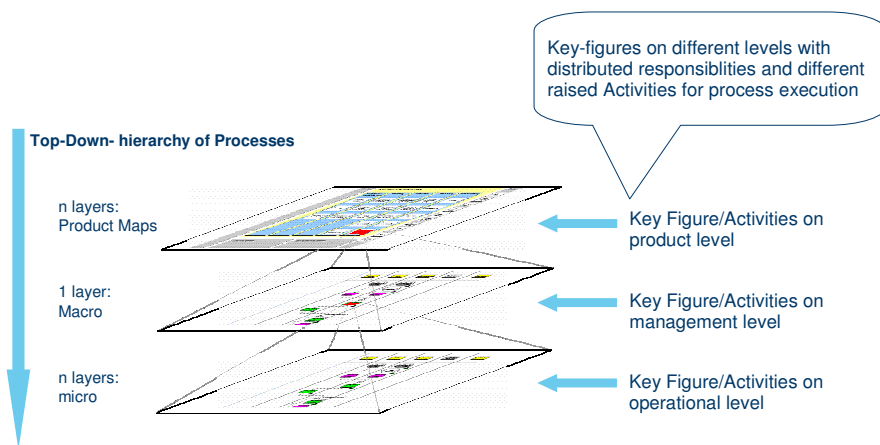 Key-figures on different levels with
distributed responsiblities and different
raised Activities for process execution
Top-Down- hierarchy of Processes
n layers:
Product Maps
Key Figure/Activities on
product level
1 layer:
Macro
Key Figure/Activities on
management level
n layers:
micro
Key Figure/Activities on
operational level